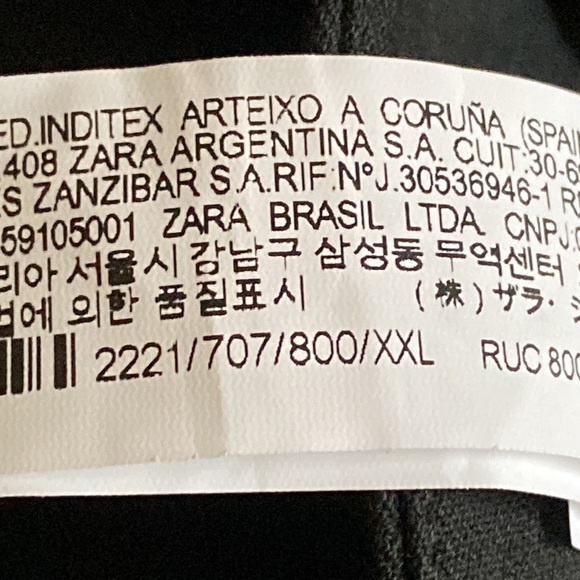 ED.INDITEX ARTEIXO A CORUÑA (SPAI
408 ZARA ARGENTINA S.A. CUIT:30-6
S ZANZIBAR S.A.RIF:NºJ.30536946-1 R
59105001 ZARA BRASIL LTDA. CNPJ:
리아 서울시 강남구 삼성동 무역센터
법에 의한 품질표시 (株)ザラ・
2221/707/800/XXL RUC 800